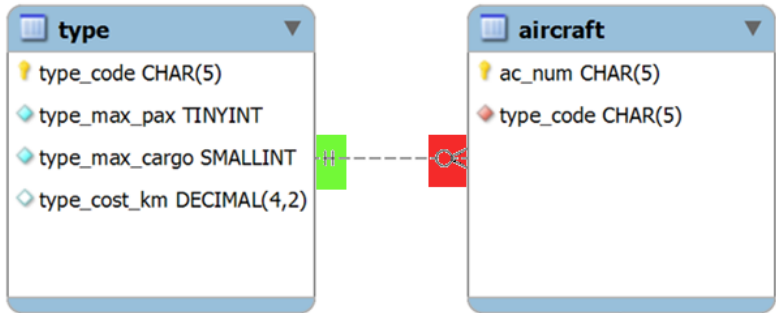 type
type_code CHAR(5)
type_max_pax TINYINT
type_max_cargo SMALLINT
type_cost_km DECIMAL(4,2)
aircraft
ac_num CHAR(5)
type_code CHAR(5)